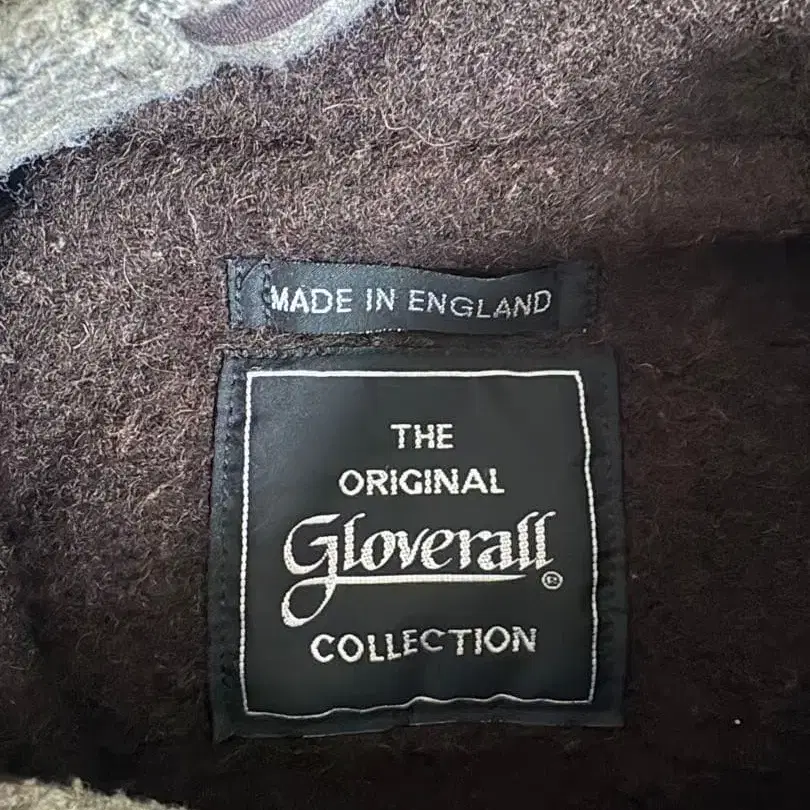 MADE IN ENGLAND
THE
ORIGINAL
Gloverall®
COLLECTION